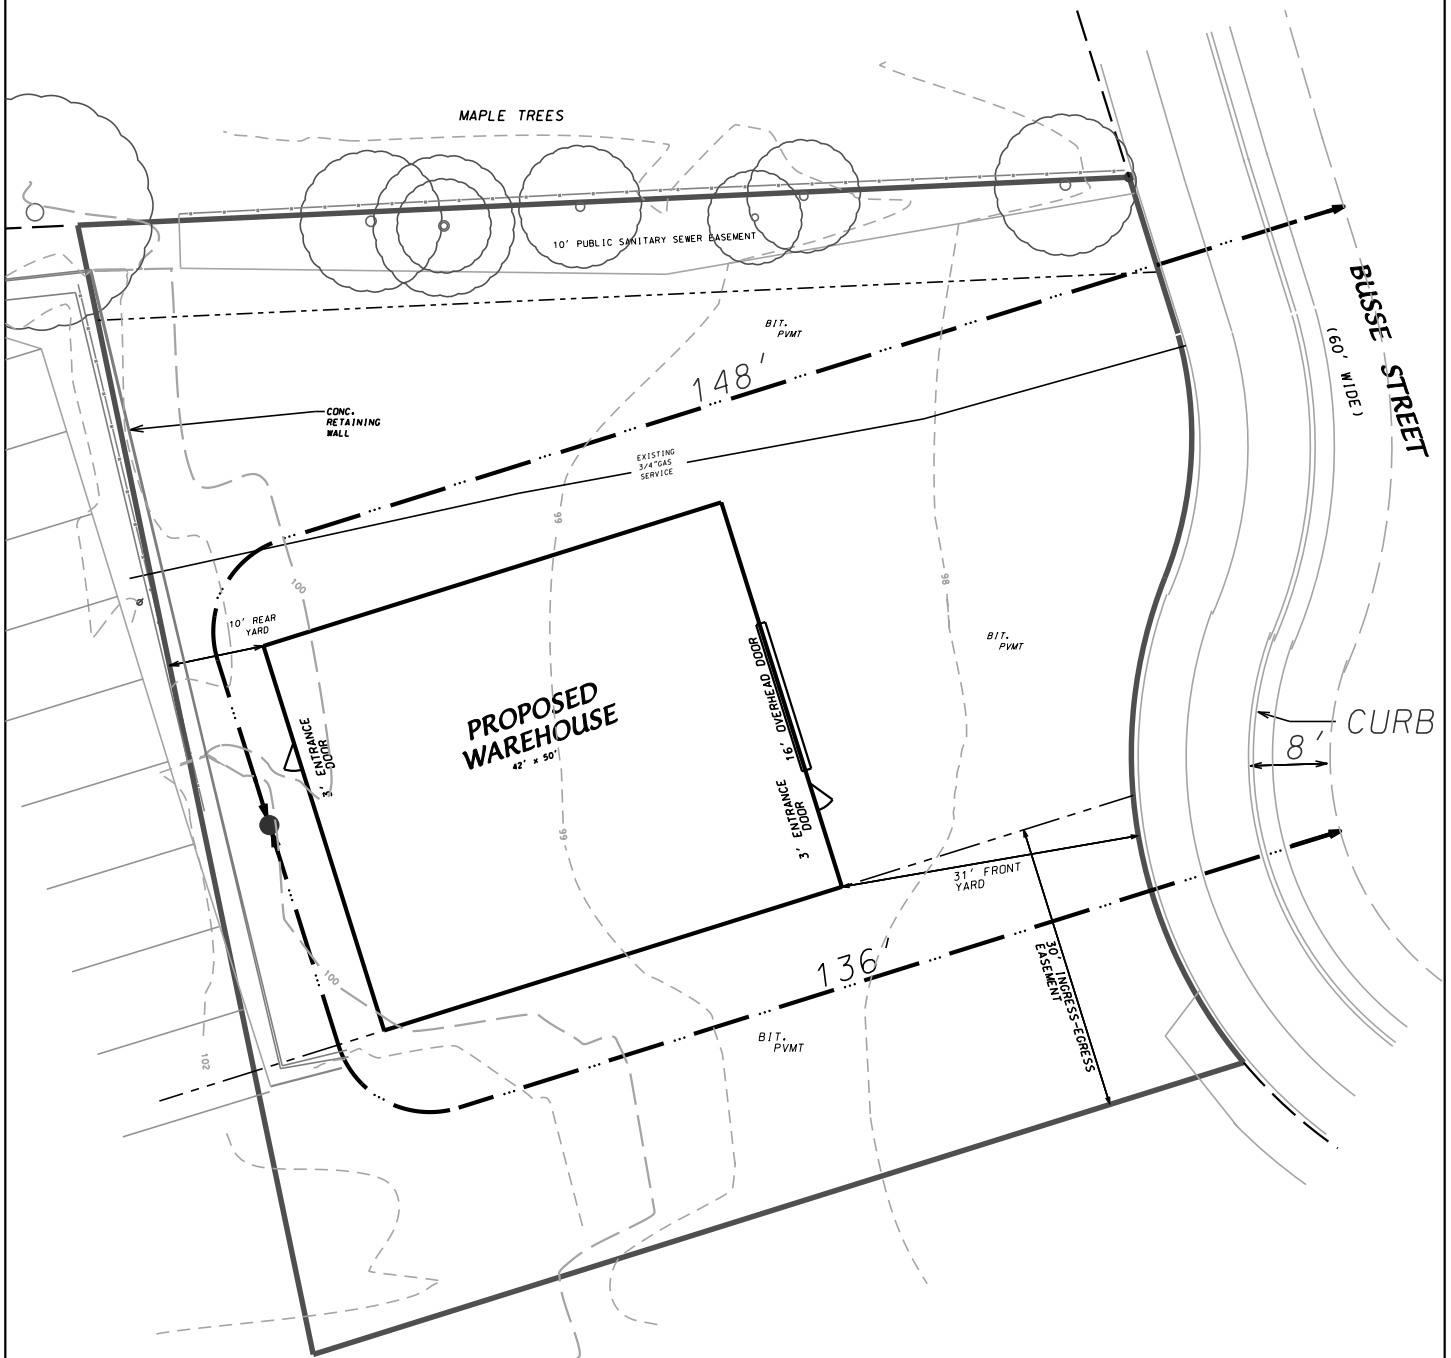 MAPLE TREES
10' PUBLIC SANITARY SEWER EASEMENT
BIT.
PVMT
BUSSE STREET
(60' WIDE)
148'
CONC.
RETAINING
WALL
EXISTING
3/4"GAS
SERVICE
99
100
98
10' REAR
YARD
BIT.
PVMT
PROPOSED
WAREHOUSE
42' x 50'
3' ENTRANCE
DOOR
16' OVERHEAD DOOR
3' ENTRANCE
DOOR
CURB
8'
99
31' FRONT
YARD
136'
30' INGRESS-EGRESS
EASEMENT
100
102
BIT.
PVMT